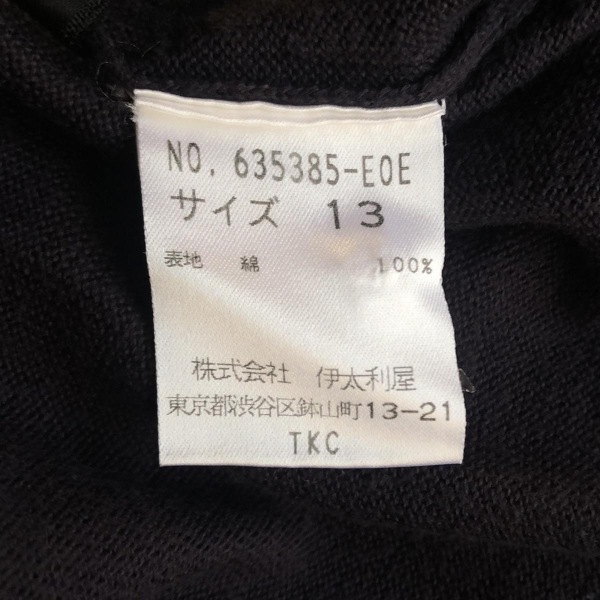 NO. 635385-E0E
サイズ 13
表地 綿 100%
株式会社 伊太利屋
東京都渋谷区鉢山町13-21
TKC